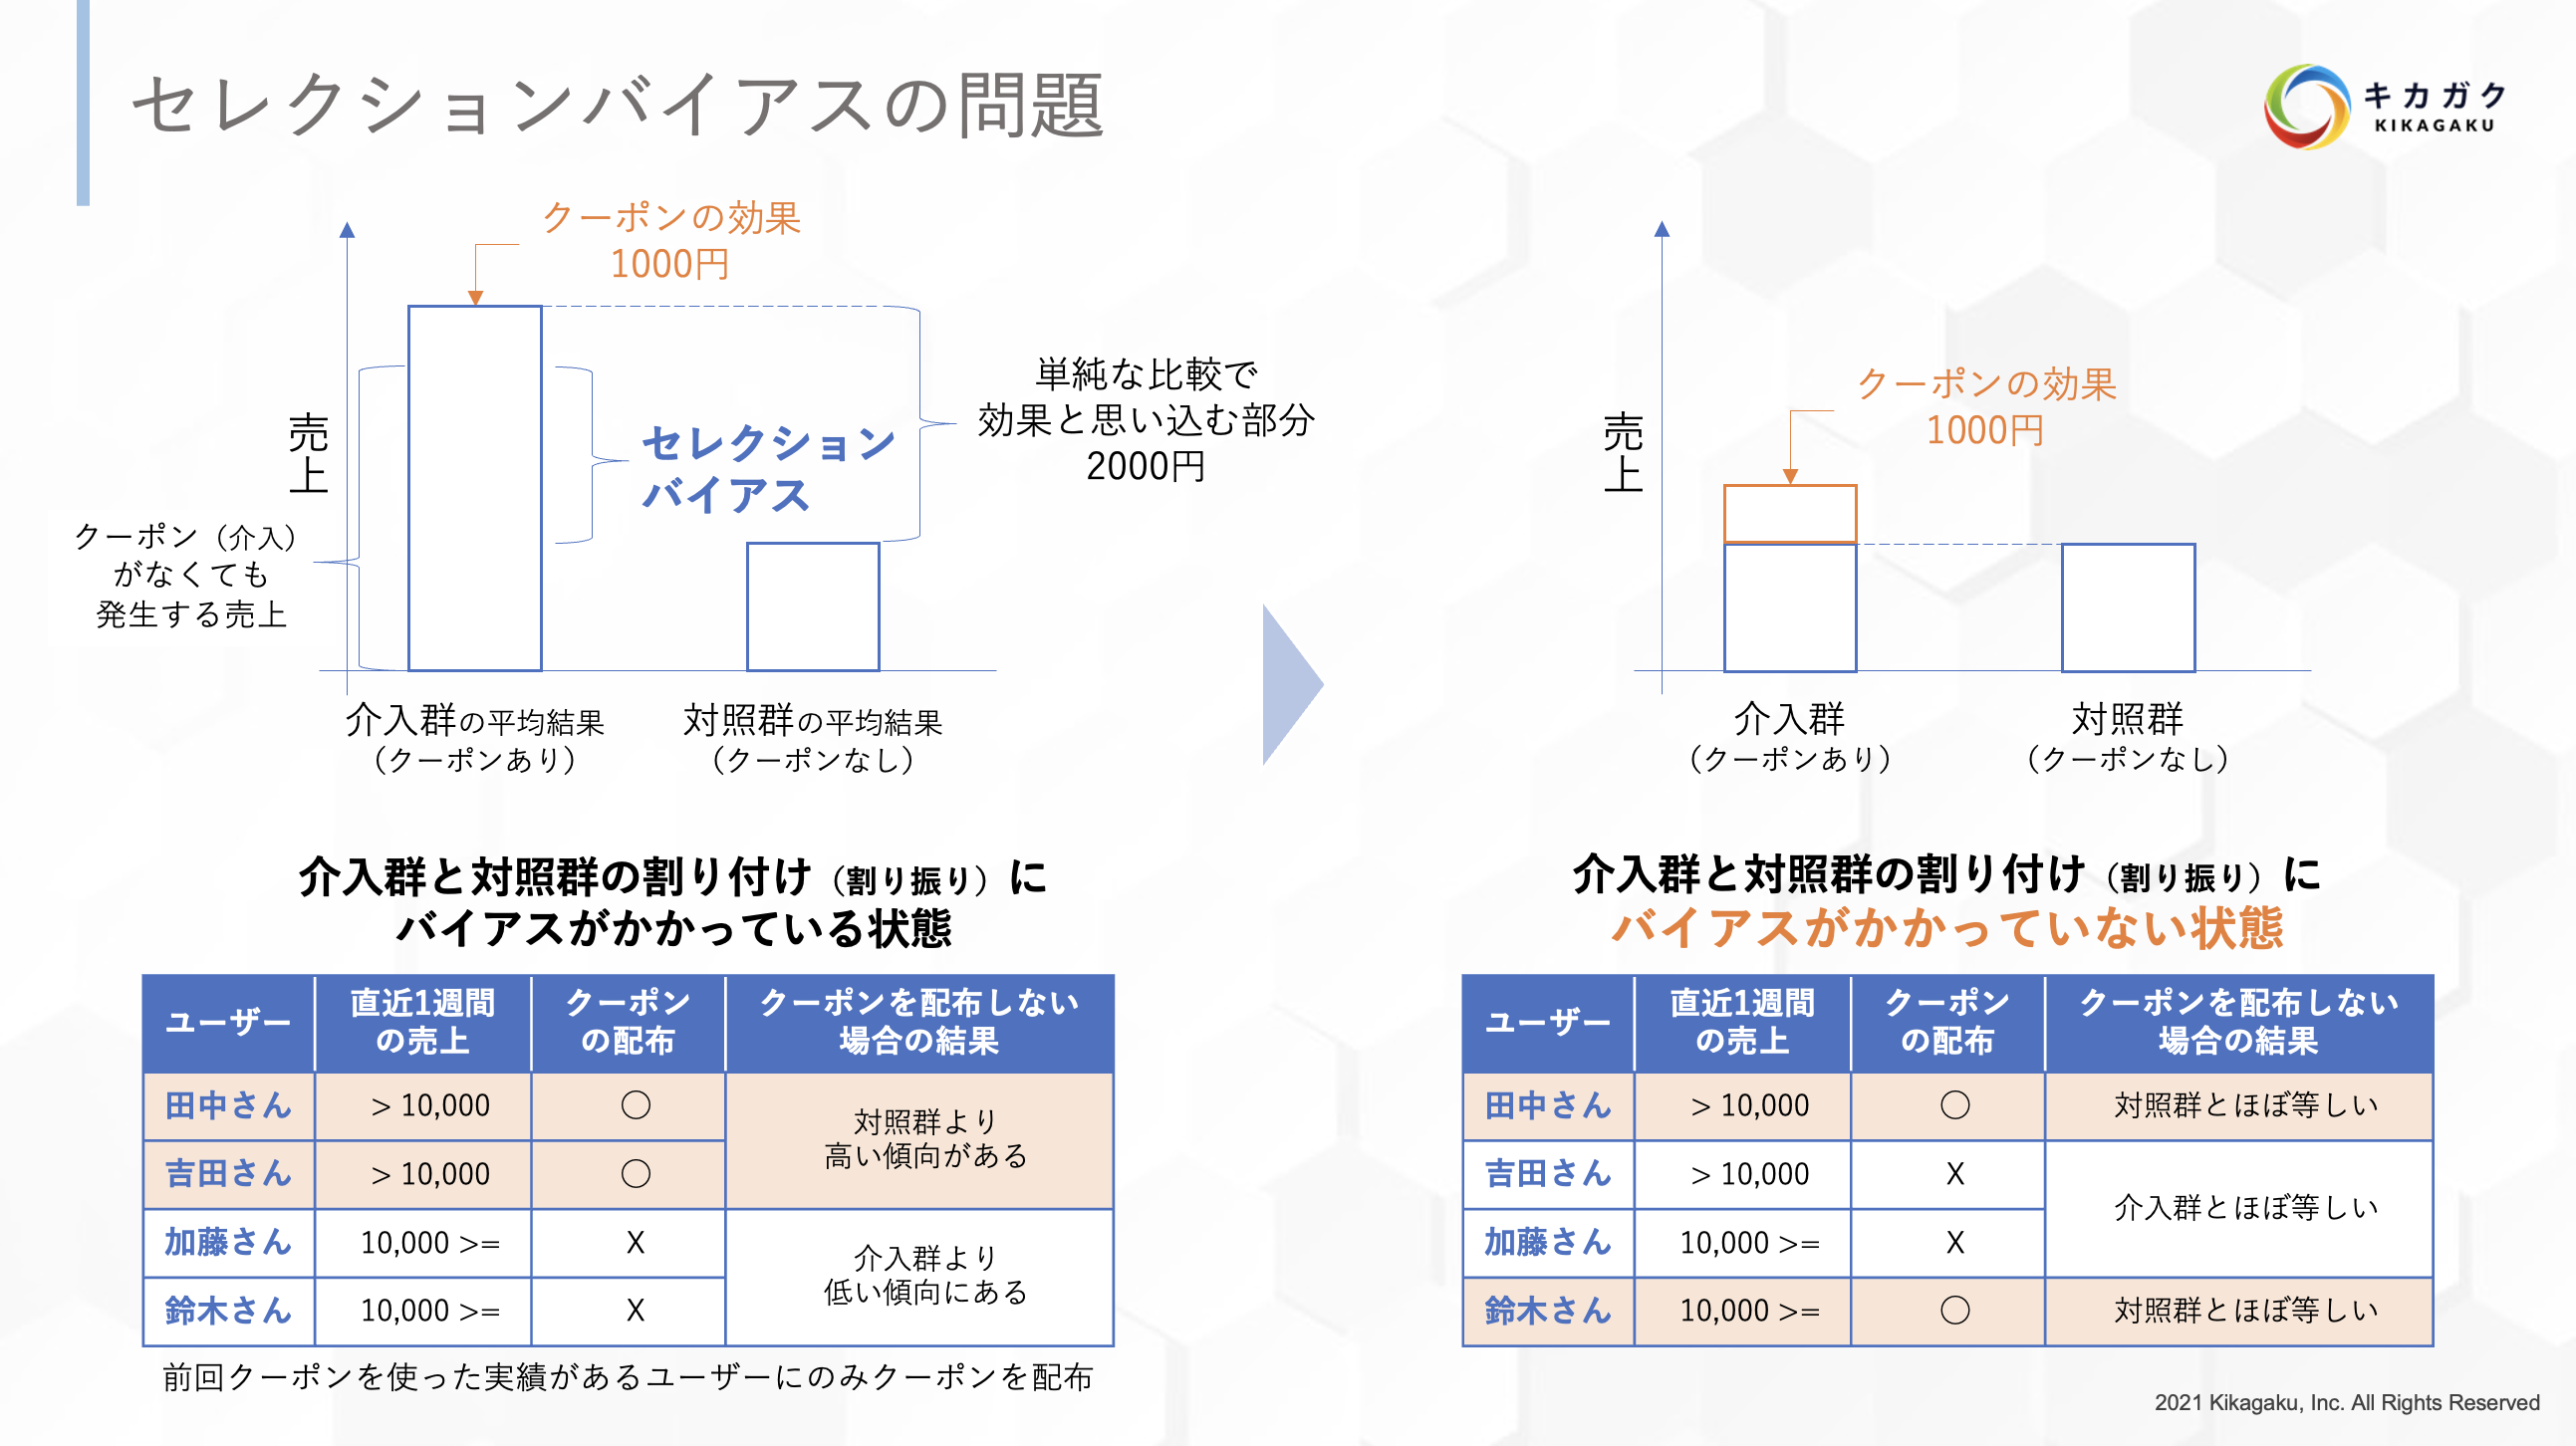 セレクションバイアスの問題
キカガク
KIKAGAKU
クーポンの効果
1000円
売上
単純な比較で
効果と思い込む部分
2000円
セレクション
バイアス
クーポン（介入）
がなくても
発生する売上
介入群の平均結果
（クーポンあり）
対照群の平均結果
（クーポンなし）
クーポンの効果
1000円
売上
介入群
（クーポンあり）
対照群
（クーポンなし）
介入群と対照群の割り付け（割り振り）に
バイアスがかかっている状態
ユーザー 直近1週間の売上 クーポンの配布 クーポンを配布しない場合の結果
田中さん > 10,000 〇 対照群より
高い傾向がある
吉田さん > 10,000 〇
加藤さん 10,000 >= X 介入群より
低い傾向にある
鈴木さん 10,000 >= X
前回クーポンを使った実績があるユーザーにのみクーポンを配布
介入群と対照群の割り付け（割り振り）に
バイアスがかかっていない状態
ユーザー 直近1週間の売上 クーポンの配布 クーポンを配布しない場合の結果
田中さん > 10,000 〇 対照群とほぼ等しい
吉田さん > 10,000 X 介入群とほぼ等しい
加藤さん 10,000 >= X
鈴木さん 10,000 >= 〇 対照群とほぼ等しい
2021 Kikagaku, Inc. All Rights Reserved